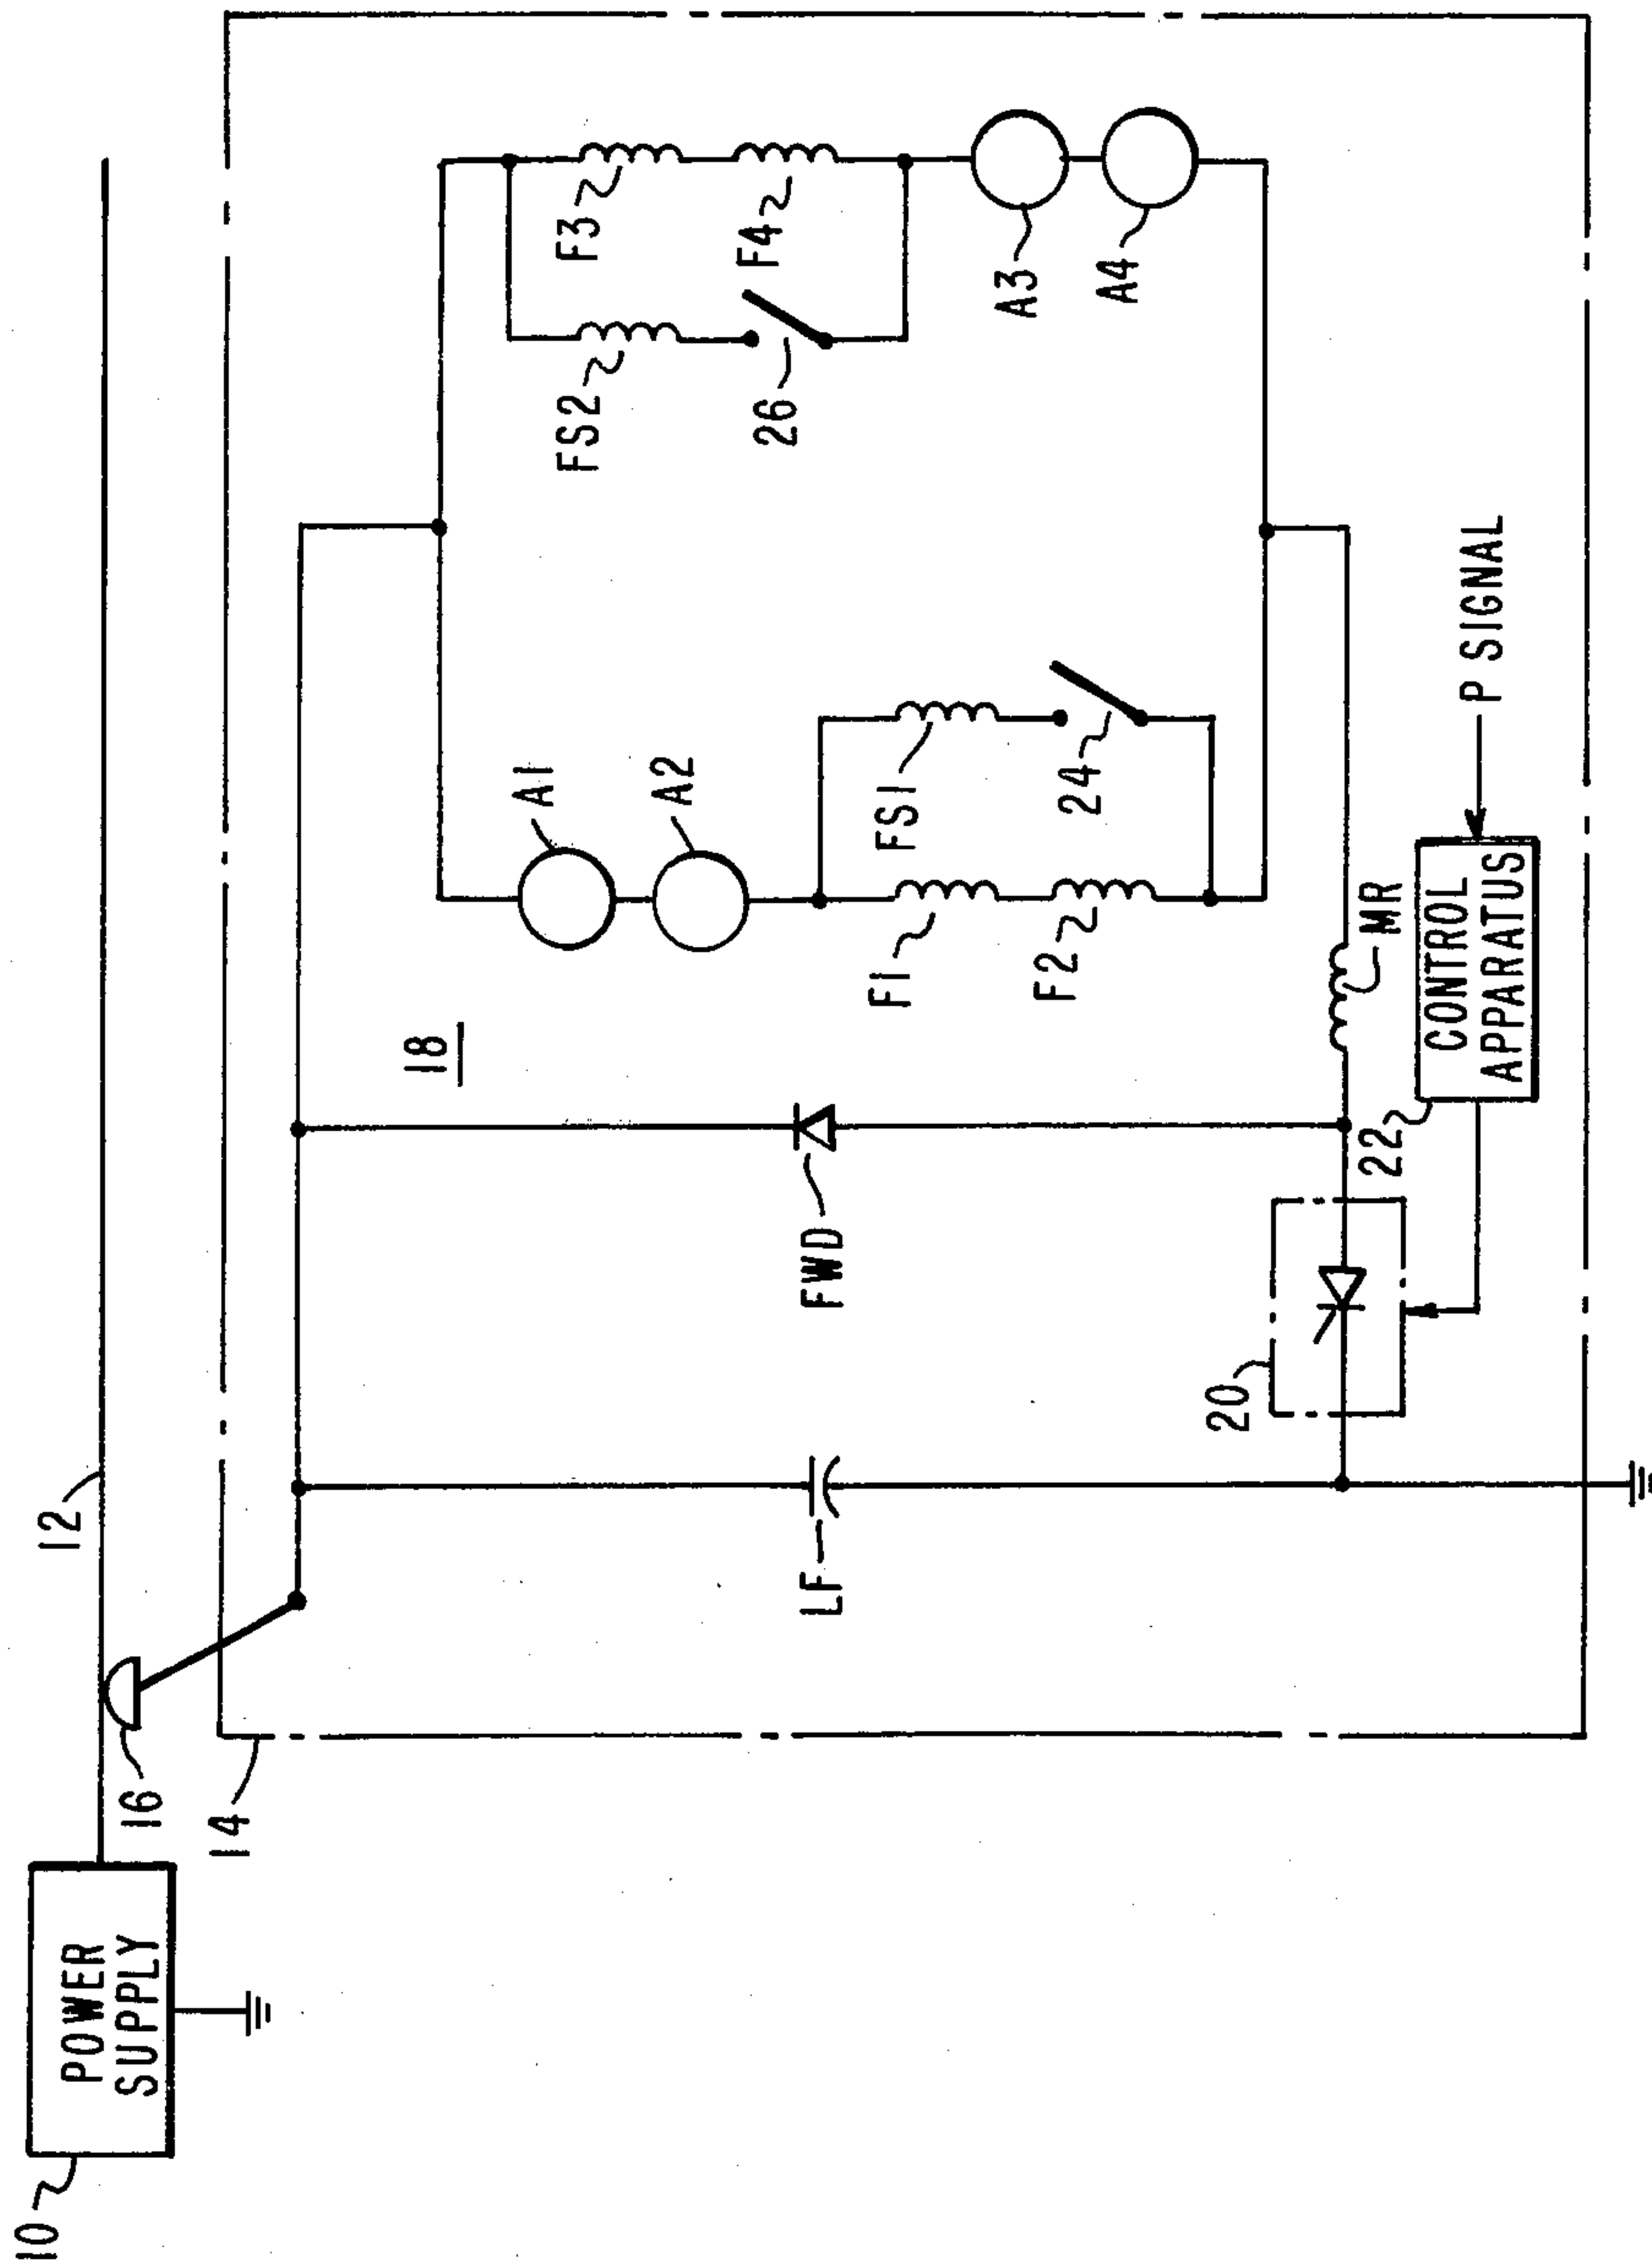 10
POWER
SUPPLY
12
16
14
18
LF
FWD
20
22
CONTROL
APPARATUS
P SIGNAL
MR
A1
A2
F1
F2
FS1
24
FS2
26
F3
F4
A3
A4